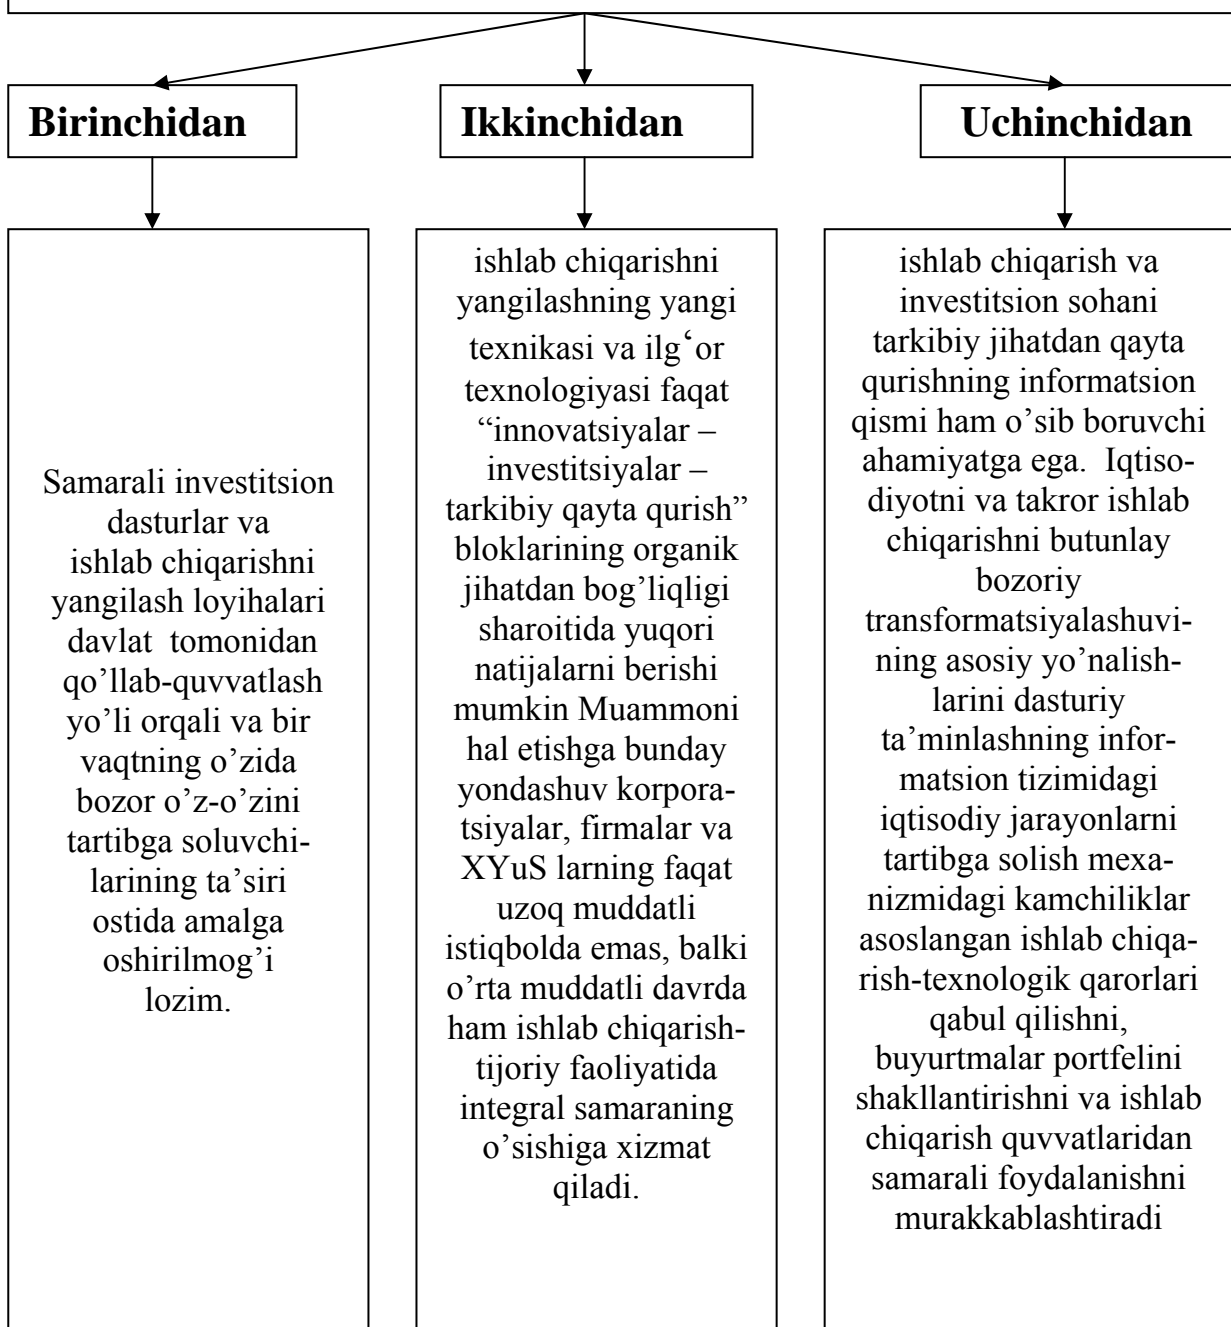 Birinchidan
Ikkinchidan
Uchinchidan
Samarali investitsion
dasturlar va
ishlab chiqarishni
yangilash loyihalari
davlat tomonidan
qo’llab-quvvatlash
yo’li orqali va bir
vaqtning o’zida
bozor o’z-o’zini
tartibga soluvchi-
larining ta’siri
ostida amalga
oshirilmog’i
lozim.
ishlab chiqarishni
yangilashning yangi
texnikasi va ilg‘or
texnologiyasi faqat
“innovatsiyalar –
investitsiyalar –
tarkibiy qayta qurish”
bloklarining organik
jihatdan bog’liqligi
sharoitida yuqori
natijalarni berishi
mumkin Muammoni
hal etishga bunday
yondashuv korpora-
tsiyalar, firmalar va
XYuS larning faqat
uzoq muddatli
istiqbolda emas, balki
o’rta muddatli davrda
ham ishlab chiqarish-
tijoriy faoliyatida
integral samaraning
o’sishiga xizmat
qiladi.
ishlab chiqarish va
investitsion sohani
tarkibiy jihatdan qayta
qurishning informatsion
qismi ham o’sib boruvchi
ahamiyatga ega. Iqtiso-
diyotni va takror ishlab
chiqarishni butunlay
bozoriy
transformatsiyalashuvi-
ning asosiy yo’nalish-
larini dasturiy
ta’minlashning infor-
matsion tizimidagi
iqtisodiy jarayonlarni
tartibga solish mexa-
nizmidagi kamchiliklar
asoslangan ishlab chiqa-
rish-texnologik qarorlari
qabul qilishni,
buyurtmalar portfelini
shakllantirishni va ishlab
chiqarish quvvatlaridan
samarali foydalanishni
murakkablashtiradi